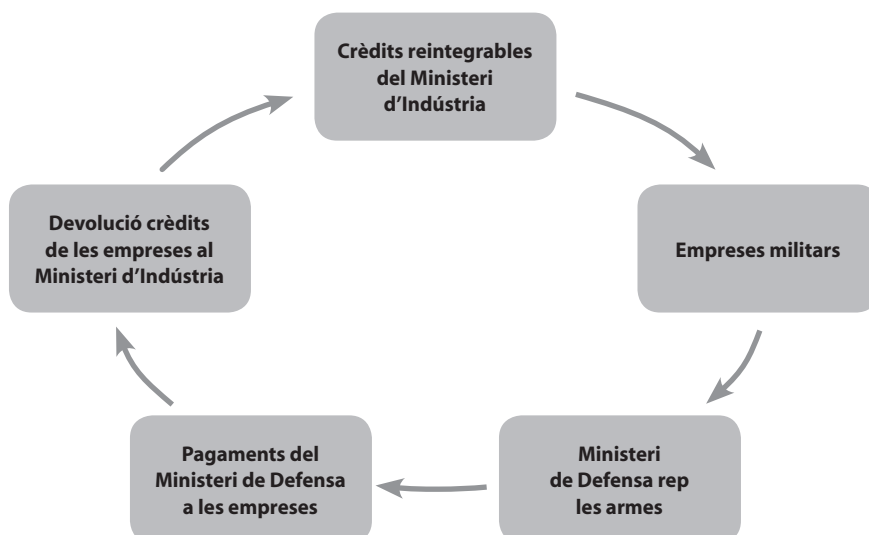 Crèdits reintegrables
del Ministeri
d’Indústria
Empreses militars
Ministeri
de Defensa rep
les armes
Pagaments del
Ministeri de Defensa
a les empreses
Devolució crèdits
de les empreses al
Ministeri d’Indústria